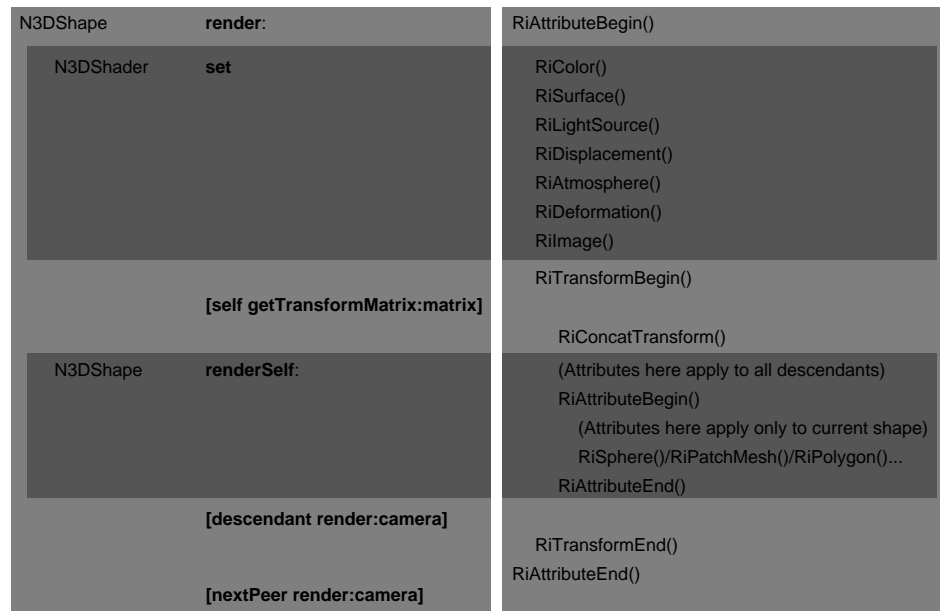 N3DShape render: RiAttributeBegin()
N3DShader set RiColor()
RiSurface()
RiLightSource()
RiDisplacement()
RiAtmosphere()
RiDeformation()
RiImage()
RiTransformBegin()
[self getTransformMatrix:matrix]
RiConcatTransform()
N3DShape renderSelf: (Attributes here apply to all descendants)
RiAttributeBegin()
(Attributes here apply only to current shape)
RiSphere()/RiPatchMesh()/RiPolygon()...
RiAttributeEnd()
[descendant render:camera]
RiTransformEnd()
RiAttributeEnd()
[nextPeer render:camera]